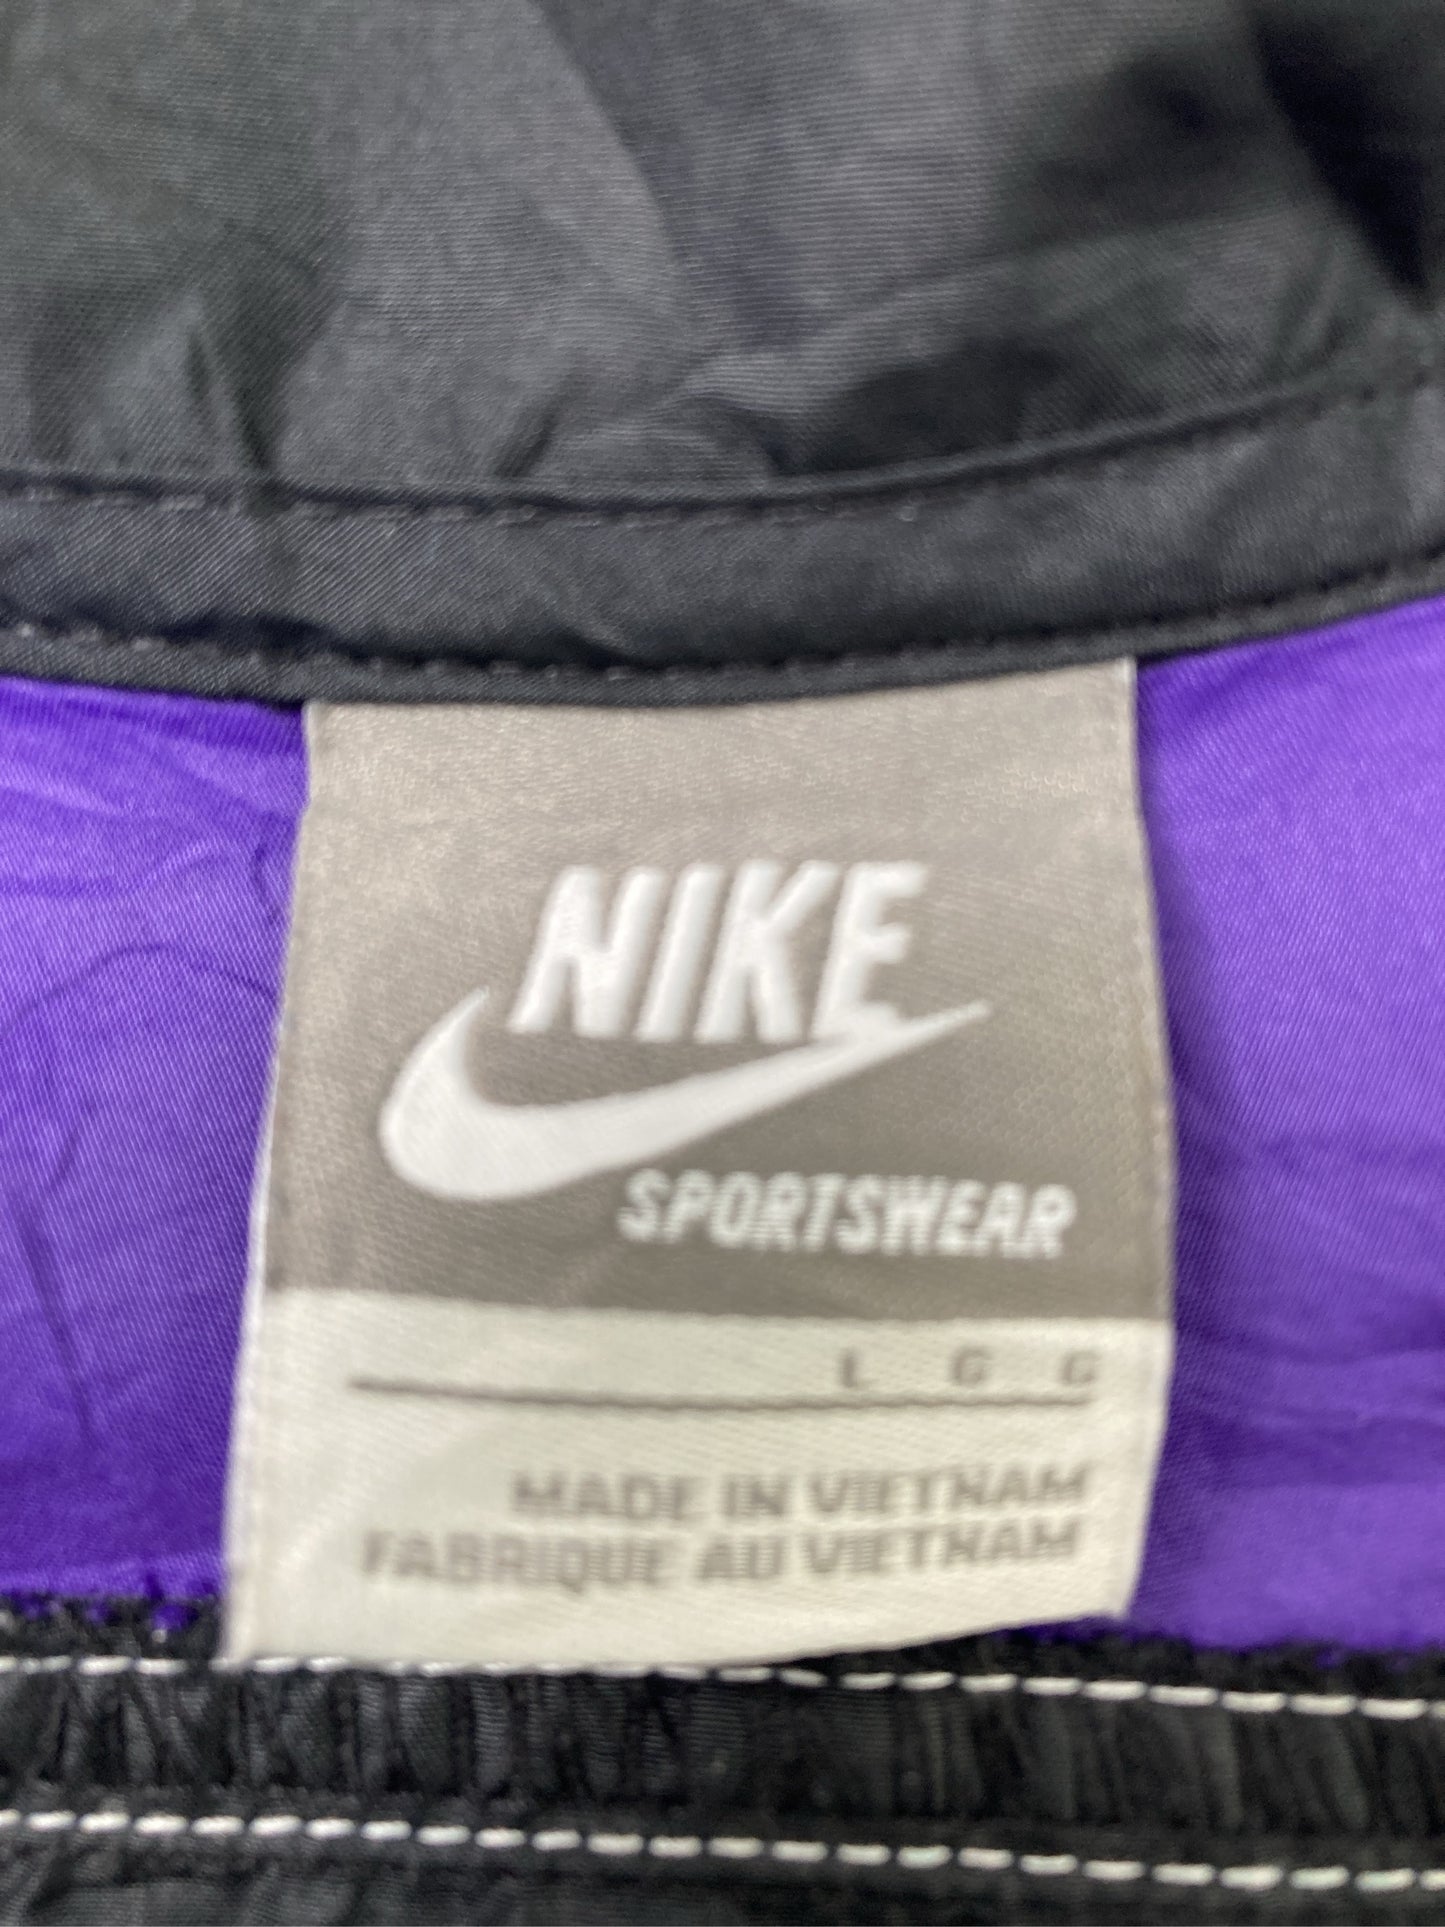 NIKE
SPORTSWEAR
L G G
MADE IN VIETNAM
FABRIQUE AU VIETNAM